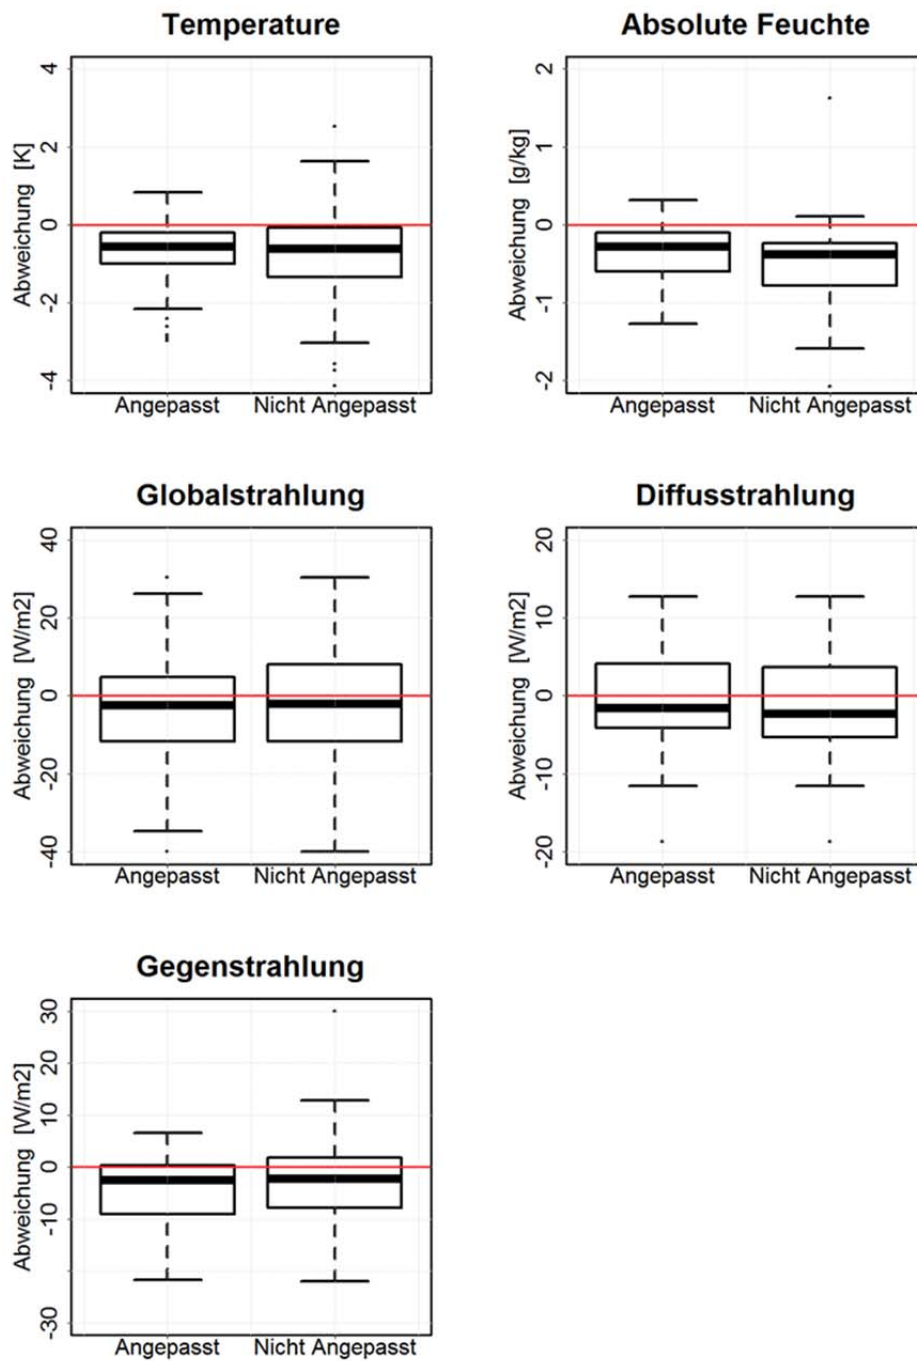 Temperature
Abweichung [K]
4
2
0
-2
-4
Angepasst Nicht Angepasst
Absolute Feuchte
Abweichung [g/kg]
2
1
0
-1
-2
Angepasst Nicht Angepasst
Globalstrahlung
Abweichung [W/m2]
40
20
0
-20
-40
Angepasst Nicht Angepasst
Diffusstrahlung
Abweichung [W/m2]
20
10
0
-10
-20
Angepasst Nicht Angepasst
Gegenstrahlung
Abweichung [W/m2]
30
20
10
0
-10
-30
Angepasst Nicht Angepasst